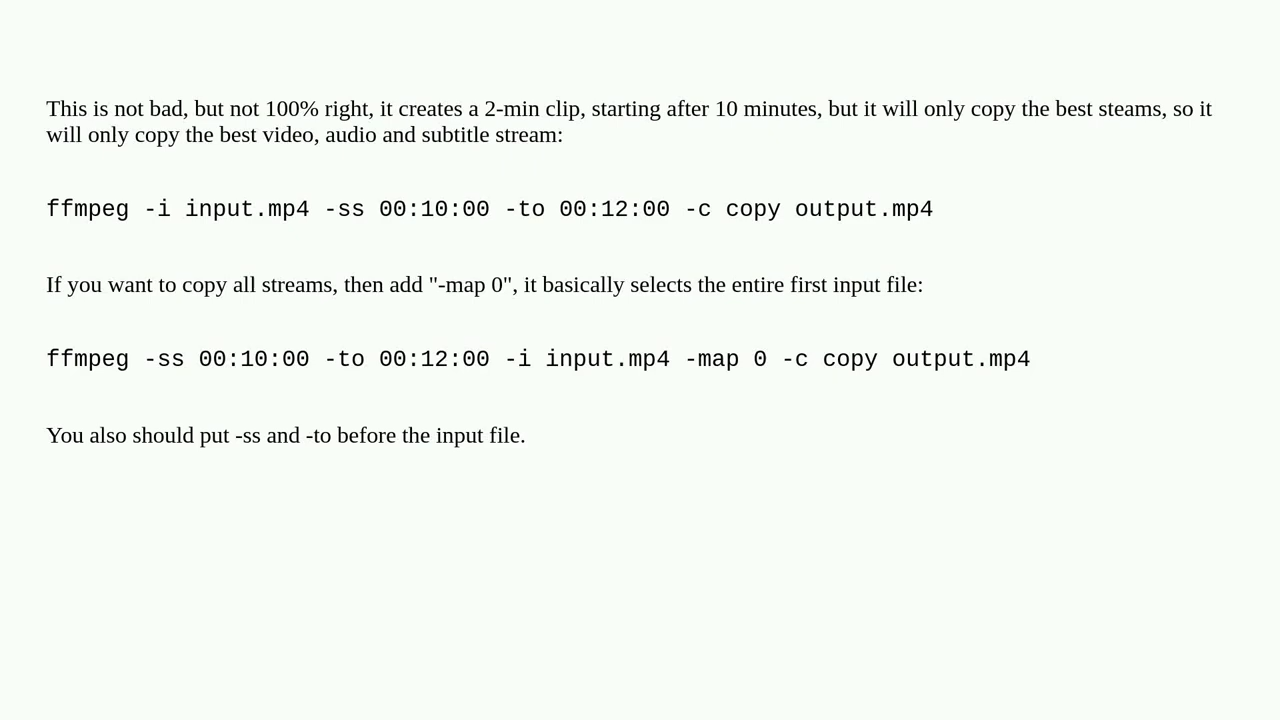 This is not bad, but not 100% right, it creates a 2-min clip, starting after 10 minutes, but it will only copy the best steams, so it
will only copy the best video, audio and subtitle stream:
ffmpeg -i input.mp4 -ss 00:10:00 -to 00:12:00 -c copy output.mp4
If you want to copy all streams, then add "-map 0", it basically selects the entire first input file:
ffmpeg -ss 00:10:00 -to 00:12:00 -i input.mp4 -map 0 -c copy output.mp4
You also should put -ss and -to before the input file.